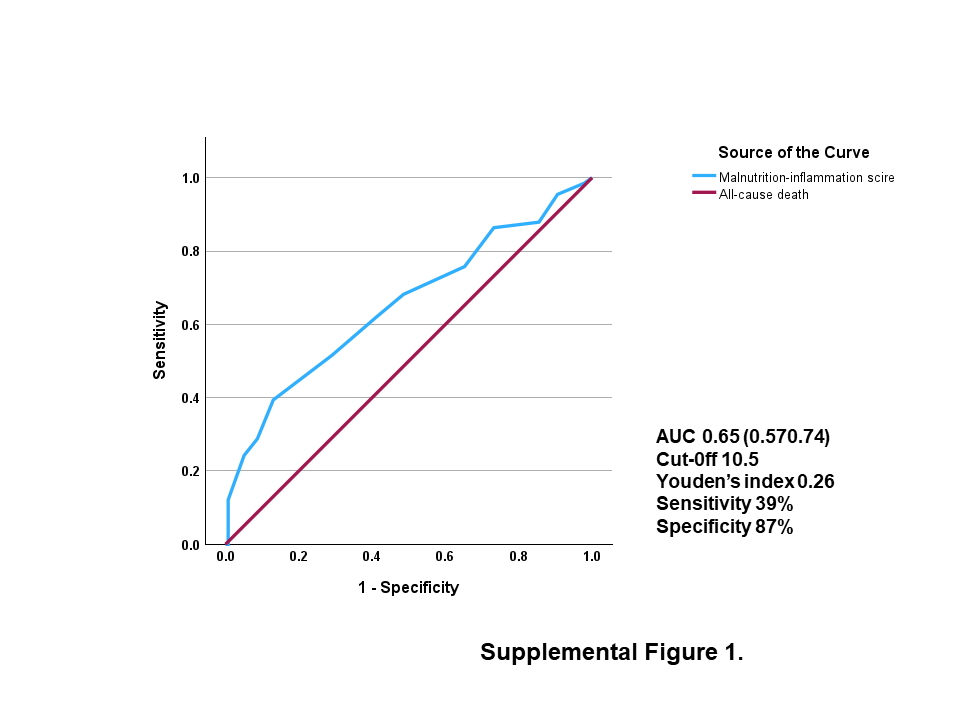 Source of the Curve
Malnutrition-inflammation scire
All-cause death
1.0
0.8
0.6
0.4
0.2
0.0
Sensitivity
0.0 0.2 0.4 0.6 0.8 1.0
1 - Specificity
AUC 0.65 (0.570.74)
Cut-0ff 10.5
Youden’s index 0.26
Sensitivity 39%
Specificity 87%
Supplemental Figure 1.